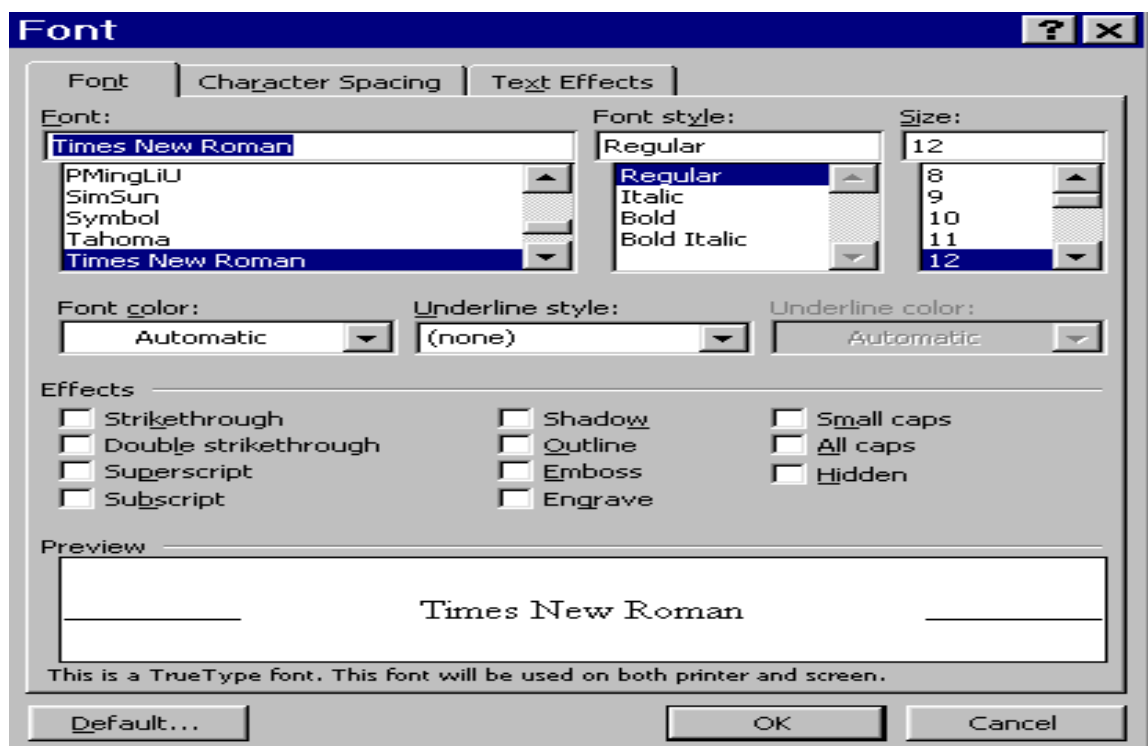 Font
Font Character Spacing Text Effects
Font: Font style: Size:
Times New Roman Regular 12
PMingLiU Regular 8
SimSun Italic 9
Symbol Bold 10
Tahoma Bold Italic 11
Times New Roman 12
Font color: Underline style: Underline color:
Automatic (none) Automatic
Effects
Strikethrough Shadow Small caps
Double strikethrough Outline All caps
Superscript Emboss Hidden
Subscript Engrave
Preview
Times New Roman
This is a TrueType font. This font will be used on both printer and screen.
Default... OK Cancel